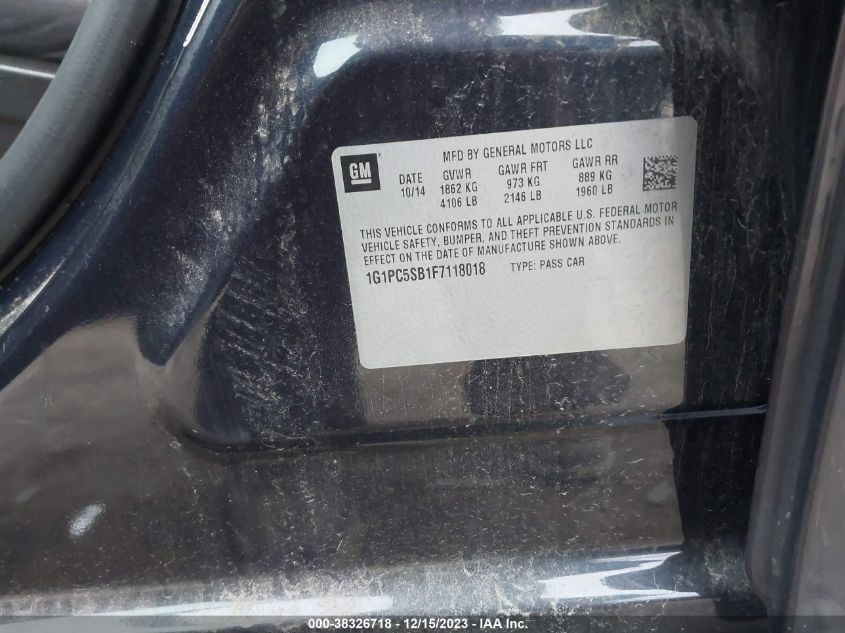 GM
MFD BY GENERAL MOTORS LLC
DATE GVWR GAWR FRT GAWR RR
10/14 1862 KG 973 KG 889 KG
4106 LB 2146 LB 1960 LB
THIS VEHICLE CONFORMS TO ALL APPLICABLE U.S. FEDERAL MOTOR
VEHICLE SAFETY, BUMPER, AND THEFT PREVENTION STANDARDS IN
EFFECT ON THE DATE OF MANUFACTURE SHOWN ABOVE.
1G1PC5SB1F7118018 TYPE: PASS CAR
000-38326718 - 12/15/2023 - IAA Inc.